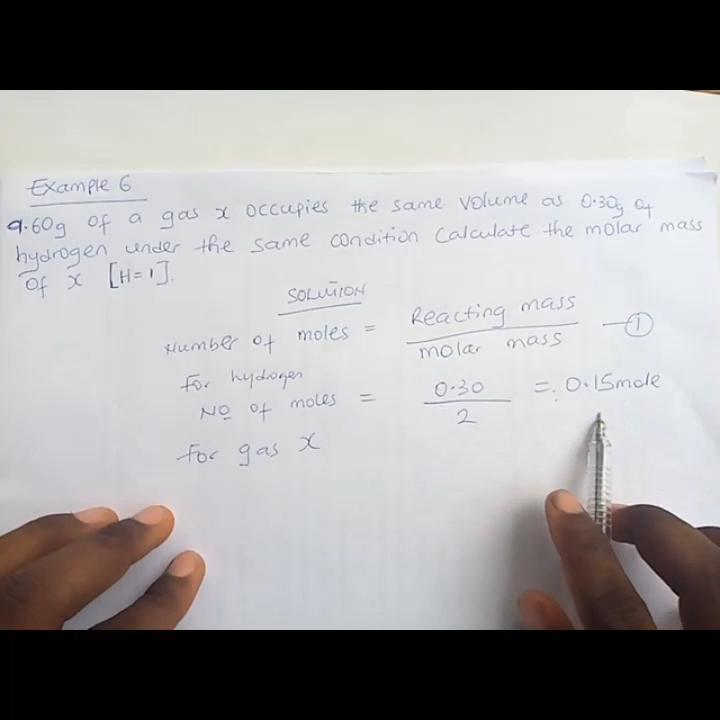 Example 6
9.60g of a gas x occupies the same volume as 0.30g of
hydrogen under the same condition Calculate the molar mass
of x [H=1].
SOLUTION
Number of moles = Reacting mass / molar mass — ①
for hydrogen
No of moles = 0.30 / 2 = 0.15mole
for gas x